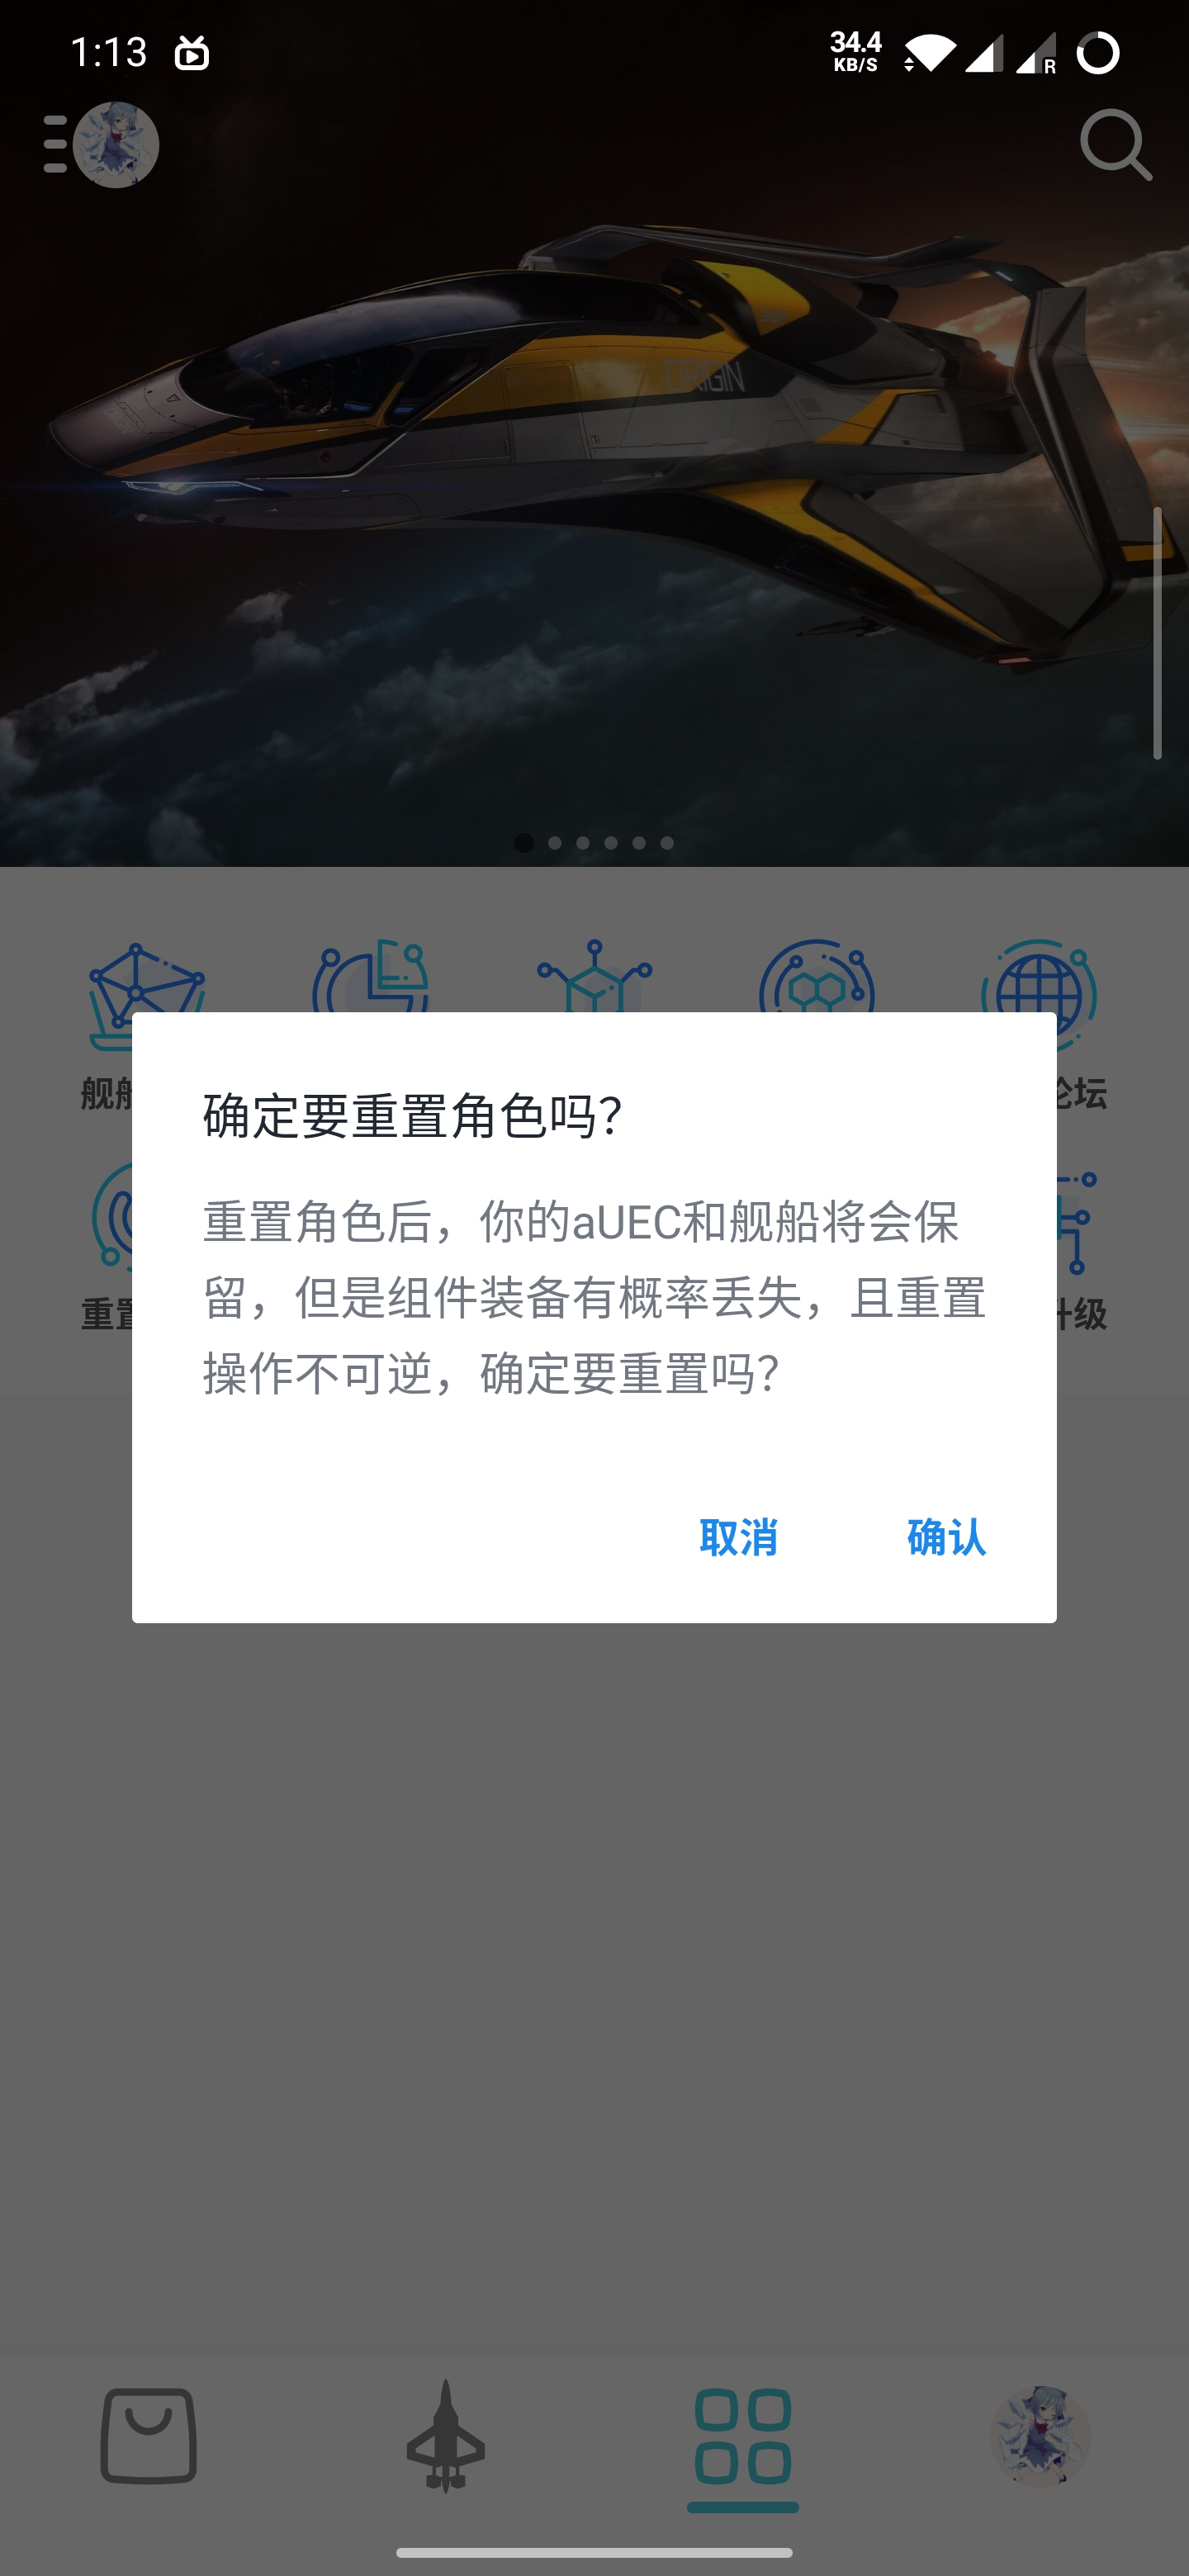 1:13
34.4
KB/S
R
ORIGIN
舰
坛
重
升级
确定要重置角色吗？
重置角色后，你的aUEC和舰船将会保
留，但是组件装备有概率丢失，且重置
操作不可逆，确定要重置吗？
取消
确认